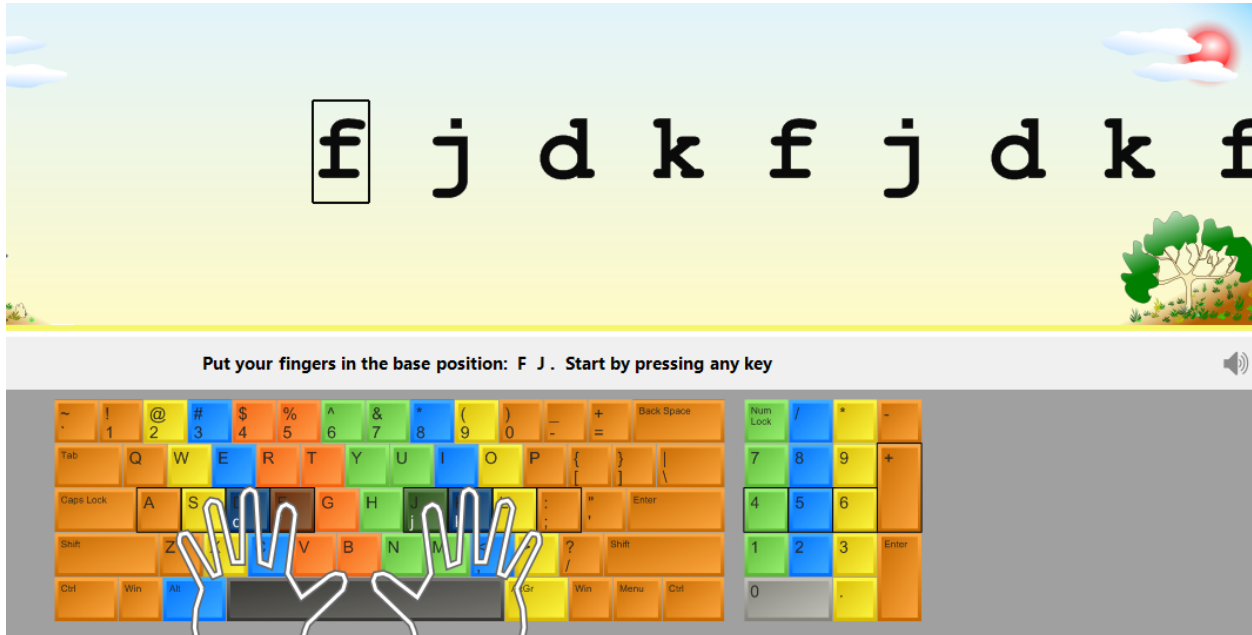 f j d k f j d k f
Put your fingers in the base position: F J . Start by pressing any key
~ ! @ # $ % ^ & * ( ) _ + Back Space
` 1 2 3 4 5 6 7 8 9 0 - =
Tab Q W E R T Y U I O P { } |
[ ] \
Caps Lock A S D F G H J K L : " Enter
d j k ; '
Shift Z X C V B N M < > ? Shift
, /
Ctrl Win Alt AltGr Win Menu Ctrl
Num Lock / * -
7 8 9 +
4 5 6
1 2 3 Enter
0 .